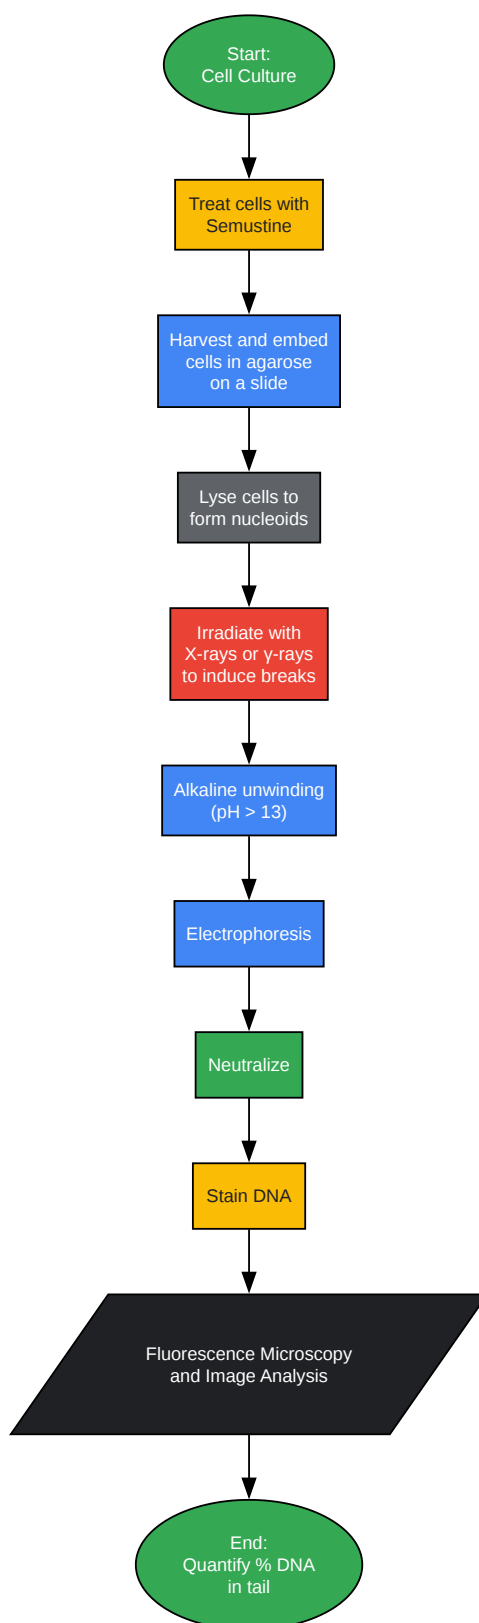 Start:
Cell Culture
Treat cells with
Semustine
Harvest and embed
cells in agarose
on a slide
Lyse cells to
form nucleoids
Irradiate with
X-rays or γ-rays
to induce breaks
Alkaline unwinding
(pH > 13)
Electrophoresis
Neutralize
Stain DNA
Fluorescence Microscopy
and Image Analysis
End:
Quantify % DNA
in tail